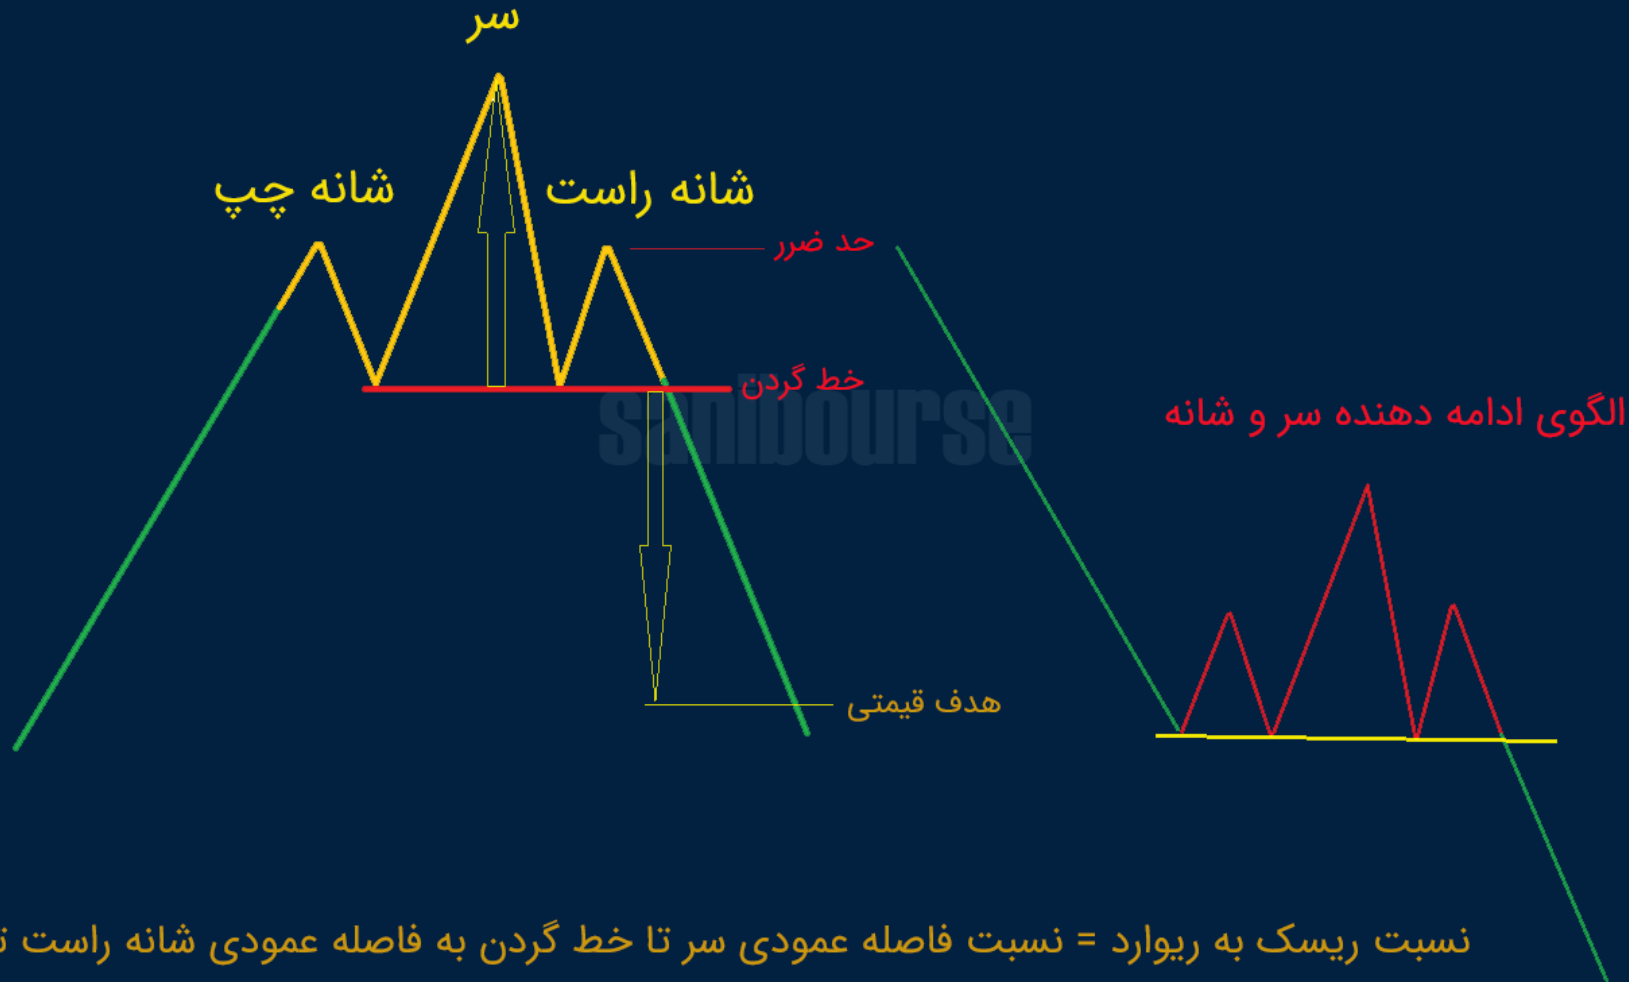 سر
شانه چپ
شانه راست
حد ضرر
خط گردن
sanibourse
الگوی ادامه دهنده سر و شانه
هدف قیمتی
نسبت ریسک به ریوارد = نسبت فاصله عمودی سر تا خط گردن به فاصله عمودی شانه راست